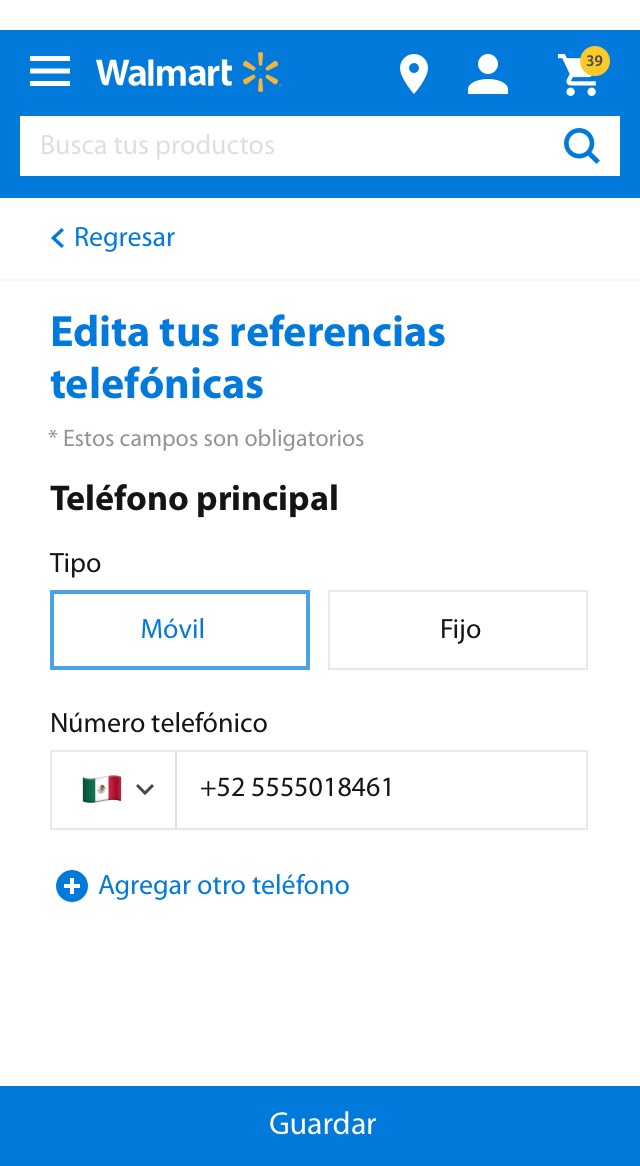 Walmart
39
Busca tus productos
Regresar
Edita tus referencias
telefónicas
* Estos campos son obligatorios
Teléfono principal
Tipo
Móvil
Fijo
Número telefónico
+52 5555018461
Agregar otro teléfono
Guardar